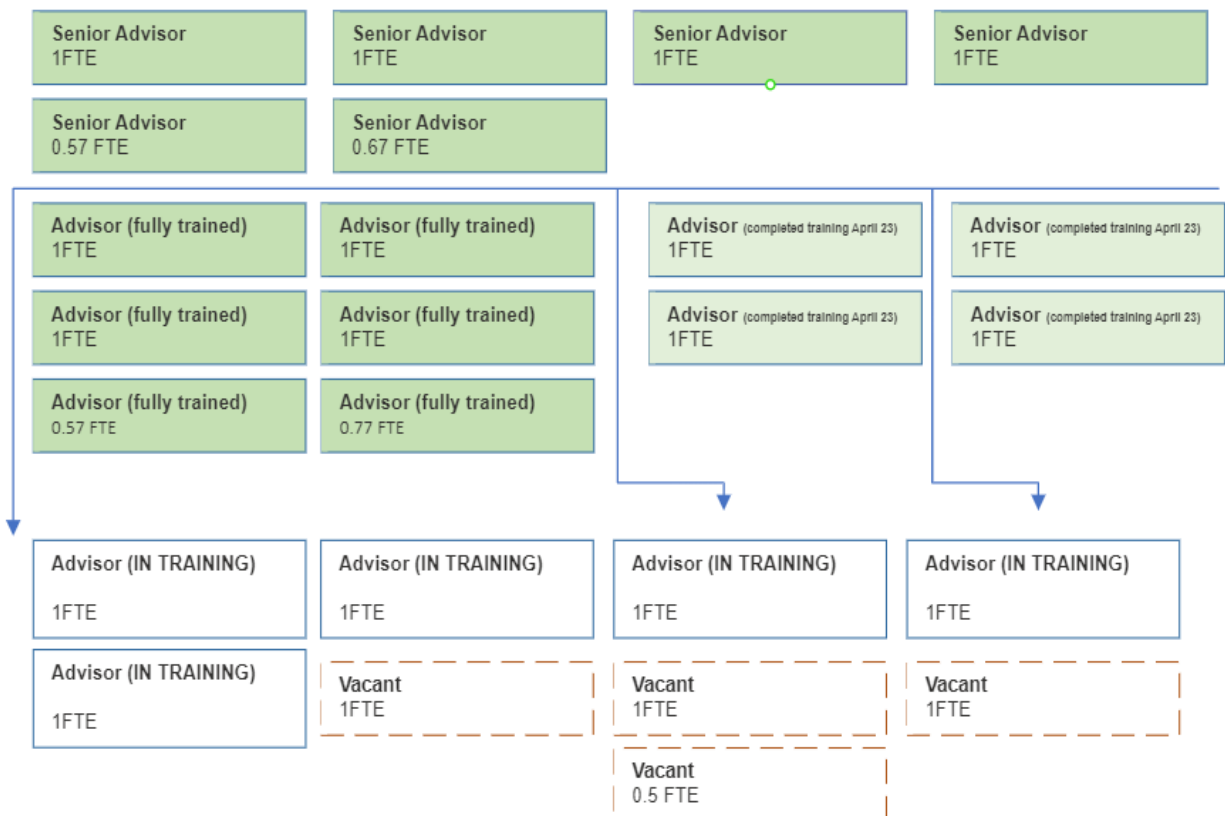 Senior Advisor
1FTE
Senior Advisor
1FTE
Senior Advisor
1FTE
Senior Advisor
1FTE
Senior Advisor
0.57 FTE
Senior Advisor
0.67 FTE
Advisor (fully trained)
1FTE
Advisor (fully trained)
1FTE
Advisor (completed training April 23)
1FTE
Advisor (completed training April 23)
1FTE
Advisor (fully trained)
1FTE
Advisor (fully trained)
1FTE
Advisor (completed training April 23)
1FTE
Advisor (completed training April 23)
1FTE
Advisor (fully trained)
0.57 FTE
Advisor (fully trained)
0.77 FTE
Advisor (IN TRAINING)
1FTE
Advisor (IN TRAINING)
1FTE
Advisor (IN TRAINING)
1FTE
Advisor (IN TRAINING)
1FTE
Advisor (IN TRAINING)
1FTE
Vacant
1FTE
Vacant
1FTE
Vacant
1FTE
Vacant
0.5 FTE